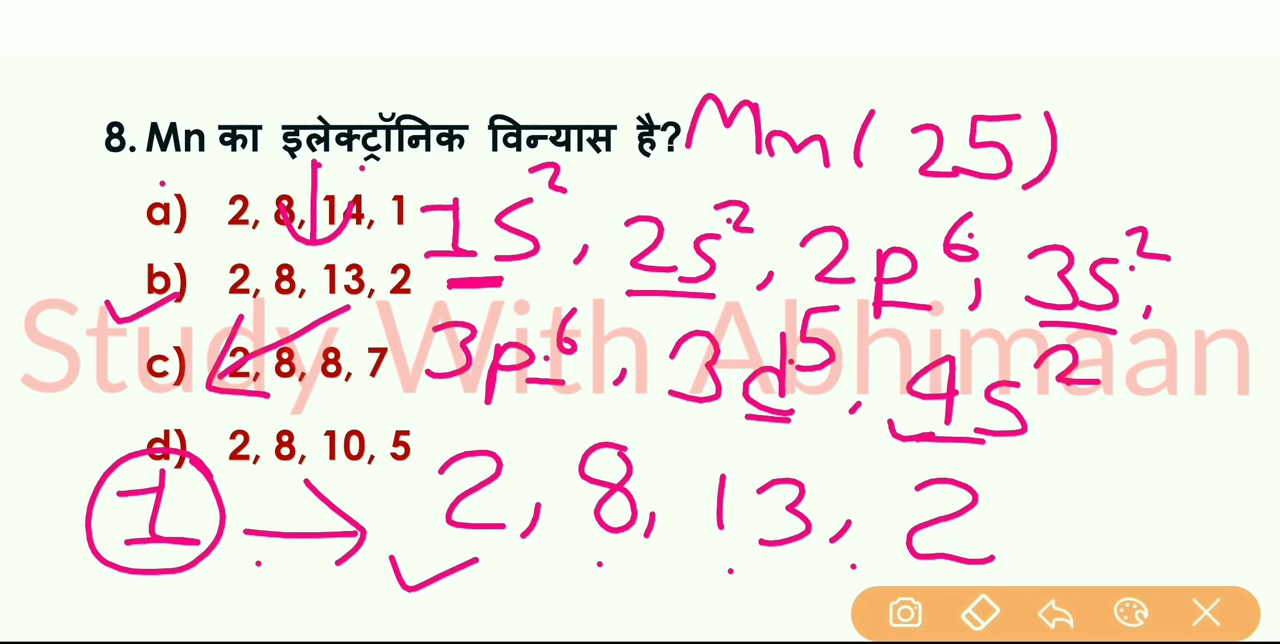 8. Mn का इलेक्ट्रॉनिक विन्यास है? Mn (25)
a) 2, 8, 14, 1
1s², 2s², 2p⁶, 3s²,
b) 2, 8, 13, 2
Study With Abhimaan
c) 2, 8, 8, 7
3p⁶, 3d⁵, 4s²
d) 2, 8, 10, 5
1 → 2, 8, 13, 2